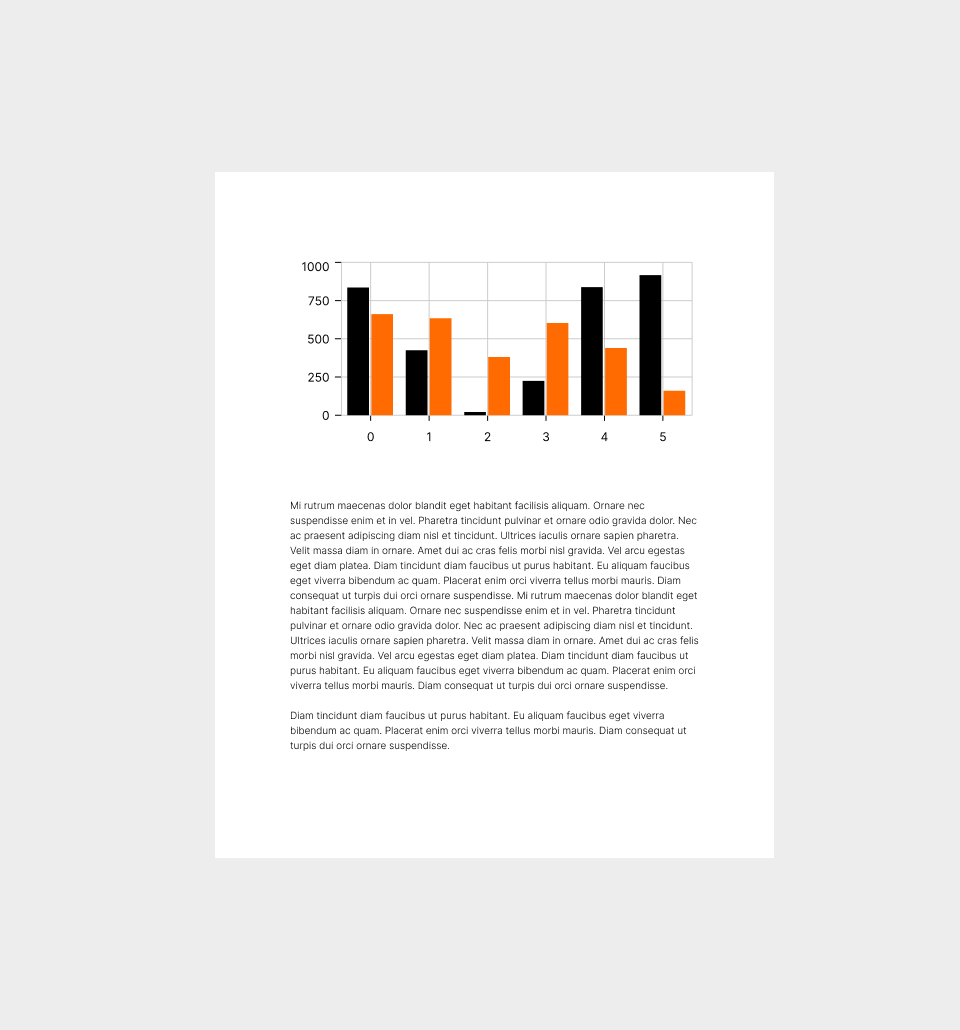 1000
750
500
250
0
0 1 2 3 4 5
Mi rutrum maecenas dolor blandit eget habitant facilisis aliquam. Ornare nec
suspendisse enim et in vel. Pharetra tincidunt pulvinar et ornare odio gravida dolor. Nec
ac praesent adipiscing diam nisl et tincidunt. Ultrices iaculis ornare sapien pharetra.
Velit massa diam in ornare. Amet dui ac cras felis morbi nisl gravida. Vel arcu egestas
eget diam platea. Diam tincidunt diam faucibus ut purus habitant. Eu aliquam faucibus
eget viverra bibendum ac quam. Placerat enim orci viverra tellus morbi mauris. Diam
consequat ut turpis dui orci ornare suspendisse. Mi rutrum maecenas dolor blandit eget
habitant facilisis aliquam. Ornare nec suspendisse enim et in vel. Pharetra tincidunt
pulvinar et ornare odio gravida dolor. Nec ac praesent adipiscing diam nisl et tincidunt.
Ultrices iaculis ornare sapien pharetra. Velit massa diam in ornare. Amet dui ac cras felis
morbi nisl gravida. Vel arcu egestas eget diam platea. Diam tincidunt diam faucibus ut
purus habitant. Eu aliquam faucibus eget viverra bibendum ac quam. Placerat enim orci
viverra tellus morbi mauris. Diam consequat ut turpis dui orci ornare suspendisse.
Diam tincidunt diam faucibus ut purus habitant. Eu aliquam faucibus eget viverra
bibendum ac quam. Placerat enim orci viverra tellus morbi mauris. Diam consequat ut
turpis dui orci ornare suspendisse.